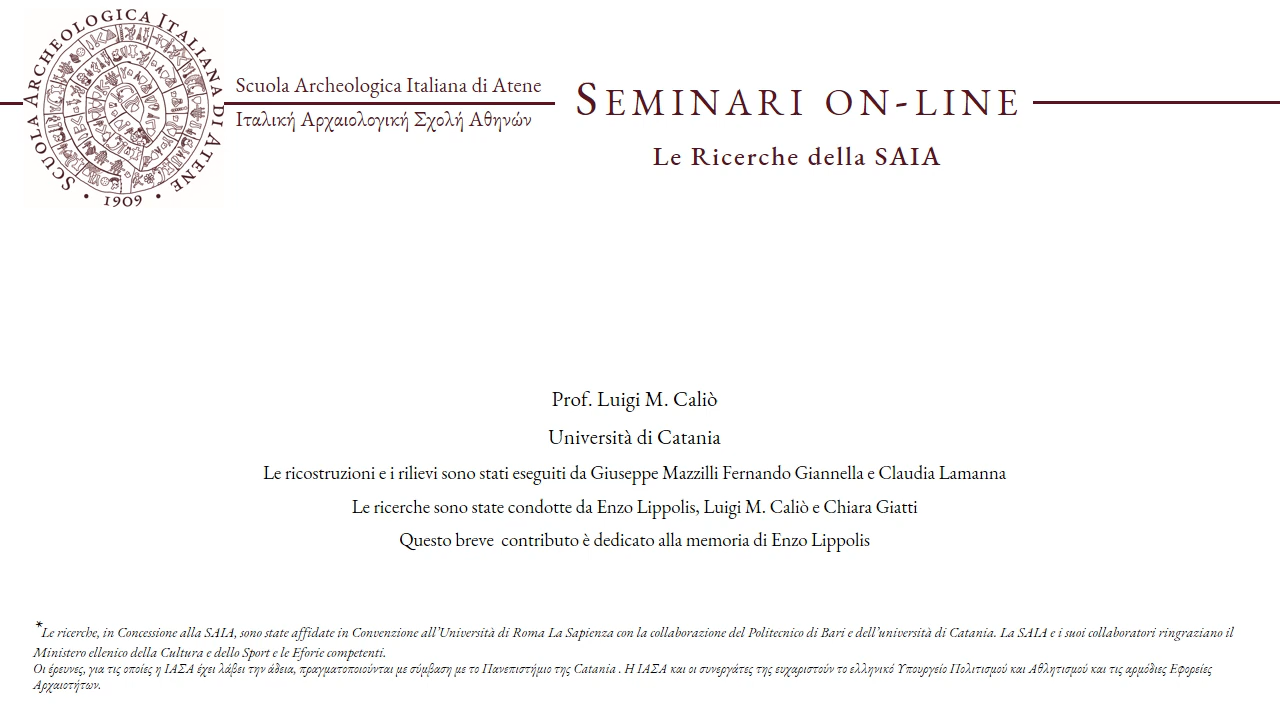 SCUOLA ARCHEOLOGICA ITALIANA DI ATENE
• 1909 •
Scuola Archeologica Italiana di Atene
Ιταλική Αρχαιολογική Σχολή Αθηνών
SEMINARI ON-LINE
Le Ricerche della SAIA
Prof. Luigi M. Caliò
Università di Catania
Le ricostruzioni e i rilievi sono stati eseguiti da Giuseppe Mazzilli Fernando Giannella e Claudia Lamanna
Le ricerche sono state condotte da Enzo Lippolis, Luigi M. Caliò e Chiara Giatti
Questo breve contributo è dedicato alla memoria di Enzo Lippolis
*Le ricerche, in Concessione alla SAIA, sono state affidate in Convenzione all'Università di Roma La Sapienza con la collaborazione del Politecnico di Bari e dell'università di Catania. La SAIA e i suoi collaboratori ringraziano il
Ministero ellenico della Cultura e dello Sport e le Eforie competenti.
Οι έρευνες, για τις οποίες η ΙΑΣΑ έχει λάβει την άδεια, πραγματοποιούνται με σύμβαση με το Πανεπιστήμιο της Catania . Η ΙΑΣΑ και οι συνεργάτες της ευχαριστούν το ελληνικό Υπουργείο Πολιτισμού και Αθλητισμού και τις αρμόδιες Εφορείες
Αρχαιοτήτων.